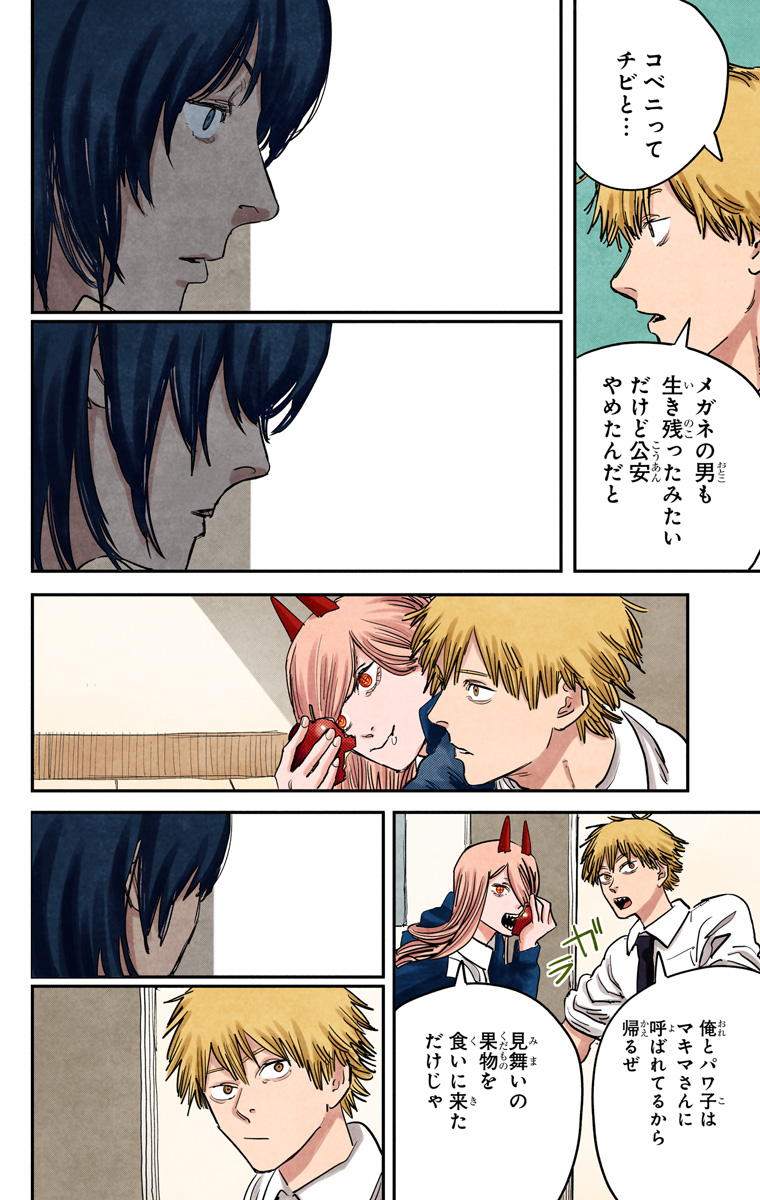 コベニって
チビと…
メガネの男も
生き残ったみたい
だけど公安
やめたんだと
ガラ
俺とパワ子は
マキマさんに
呼ばれてるから
帰るぜ
見舞いの
果物を
食いに来た
だけじゃ